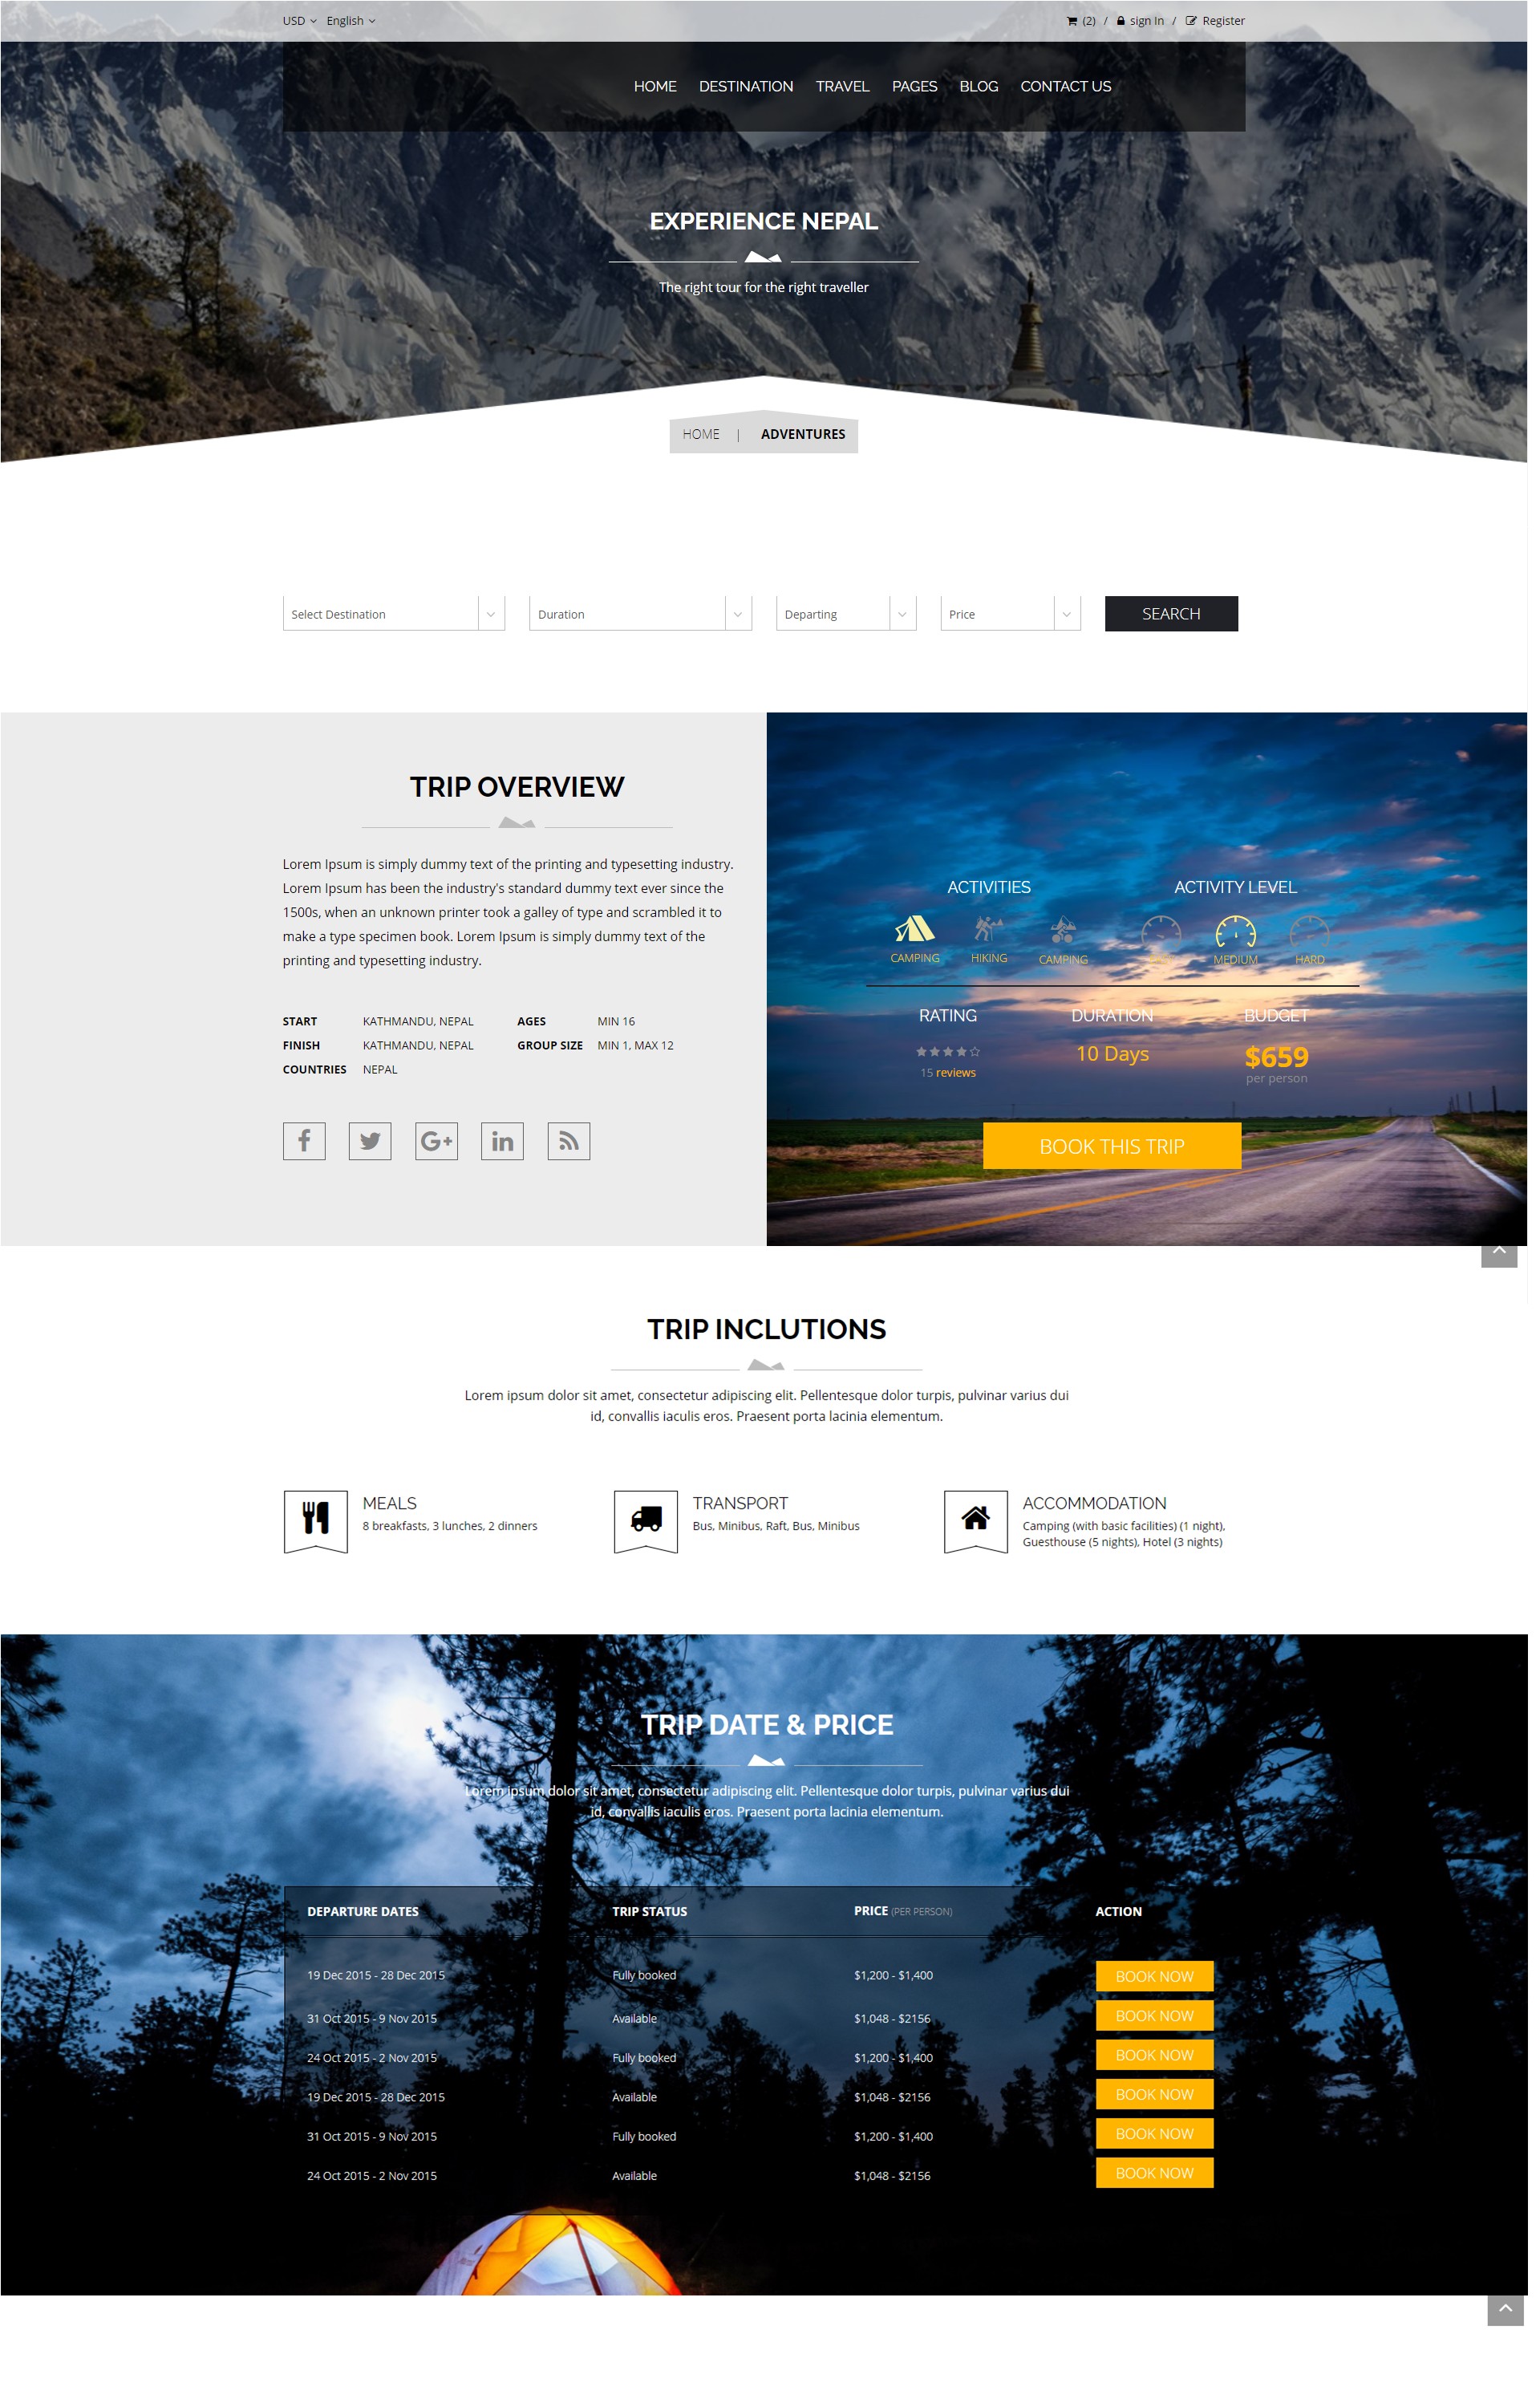 USD English
(2) / sign In / Register
HOME DESTINATION TRAVEL PAGES BLOG CONTACT US
EXPERIENCE NEPAL
The right tour for the right traveller
HOME | ADVENTURES
Select Destination Duration Departing Price SEARCH
TRIP OVERVIEW
Lorem Ipsum is simply dummy text of the printing and typesetting industry.
Lorem Ipsum has been the industry's standard dummy text ever since the
1500s, when an unknown printer took a galley of type and scrambled it to
make a type specimen book. Lorem Ipsum is simply dummy text of the
printing and typesetting industry.
START KATHMANDU, NEPAL AGES MIN 16
FINISH KATHMANDU, NEPAL GROUP SIZE MIN 1, MAX 12
COUNTRIES NEPAL
ACTIVITIES ACTIVITY LEVEL
CAMPING HIKING CAMPING MEDIUM HARD
RATING DURATION BUDGET
15 reviews 10 Days $659
per person
BOOK THIS TRIP
TRIP INCLUTIONS
Lorem ipsum dolor sit amet, consectetur adipiscing elit. Pellentesque dolor turpis, pulvinar varius dui
id, convallis iaculis eros. Praesent porta lacinia elementum.
MEALS
8 breakfasts, 3 lunches, 2 dinners
TRANSPORT
Bus, Minibus, Raft, Bus, Minibus
ACCOMMODATION
Camping (with basic facilities) (1 night),
Guesthouse (5 nights), Hotel (3 nights)
TRIP DATE & PRICE
Lorem ipsum dolor sit amet, consectetur adipiscing elit. Pellentesque dolor turpis, pulvinar varius dui
id, convallis iaculis eros. Praesent porta lacinia elementum.
DEPARTURE DATES TRIP STATUS PRICE (PER PERSON) ACTION
19 Dec 2015 - 28 Dec 2015 Fully booked $1,200 - $1,400 BOOK NOW
31 Oct 2015 - 9 Nov 2015 Available $1,048 - $2156 BOOK NOW
24 Oct 2015 - 2 Nov 2015 Fully booked $1,200 - $1,400 BOOK NOW
19 Dec 2015 - 28 Dec 2015 Available $1,048 - $2156 BOOK NOW
31 Oct 2015 - 9 Nov 2015 Fully booked $1,200 - $1,400 BOOK NOW
24 Oct 2015 - 2 Nov 2015 Available $1,048 - $2156 BOOK NOW